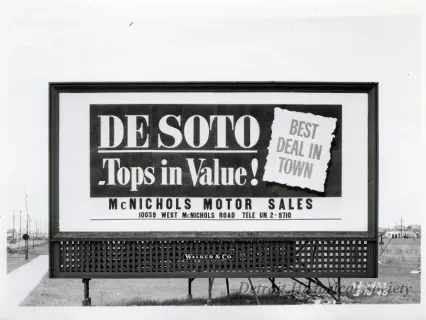 DE SOTO
-Tops in Value!
BEST
DEAL IN
TOWN
McNICHOLS MOTOR SALES
10039 WEST McNICHOLS ROAD TELE UN 2-9710
WALKER & CO.
Detroit Historical Society